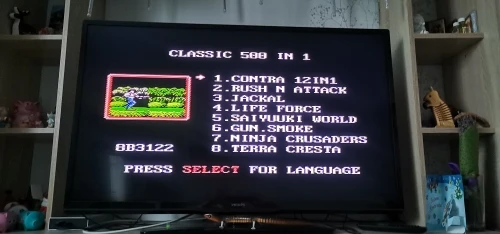 CLASSIC 500 IN 1
1.CONTRA 12IN1
2.RUSH N ATTACK
3.JACKAL
4.LIFE FORCE
5.SAIYUUKI WORLD
6.GUN.SMOKE
7.NINJA CRUSADERS
8.TERRA CRESTA
0B3122
PRESS SELECT FOR LANGUAGE